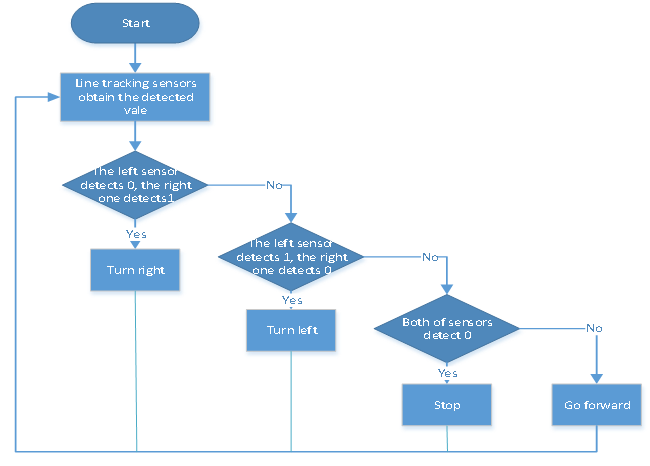 Start
Line tracking sensors
obtain the detected
vale
The left sensor
detects 0, the right
one detects1
No
Yes
Turn right
The left sensor
detects 1, the right
one detects 0
No
Yes
Turn left
Both of sensors
detect 0
No
Yes
Stop
Go forward